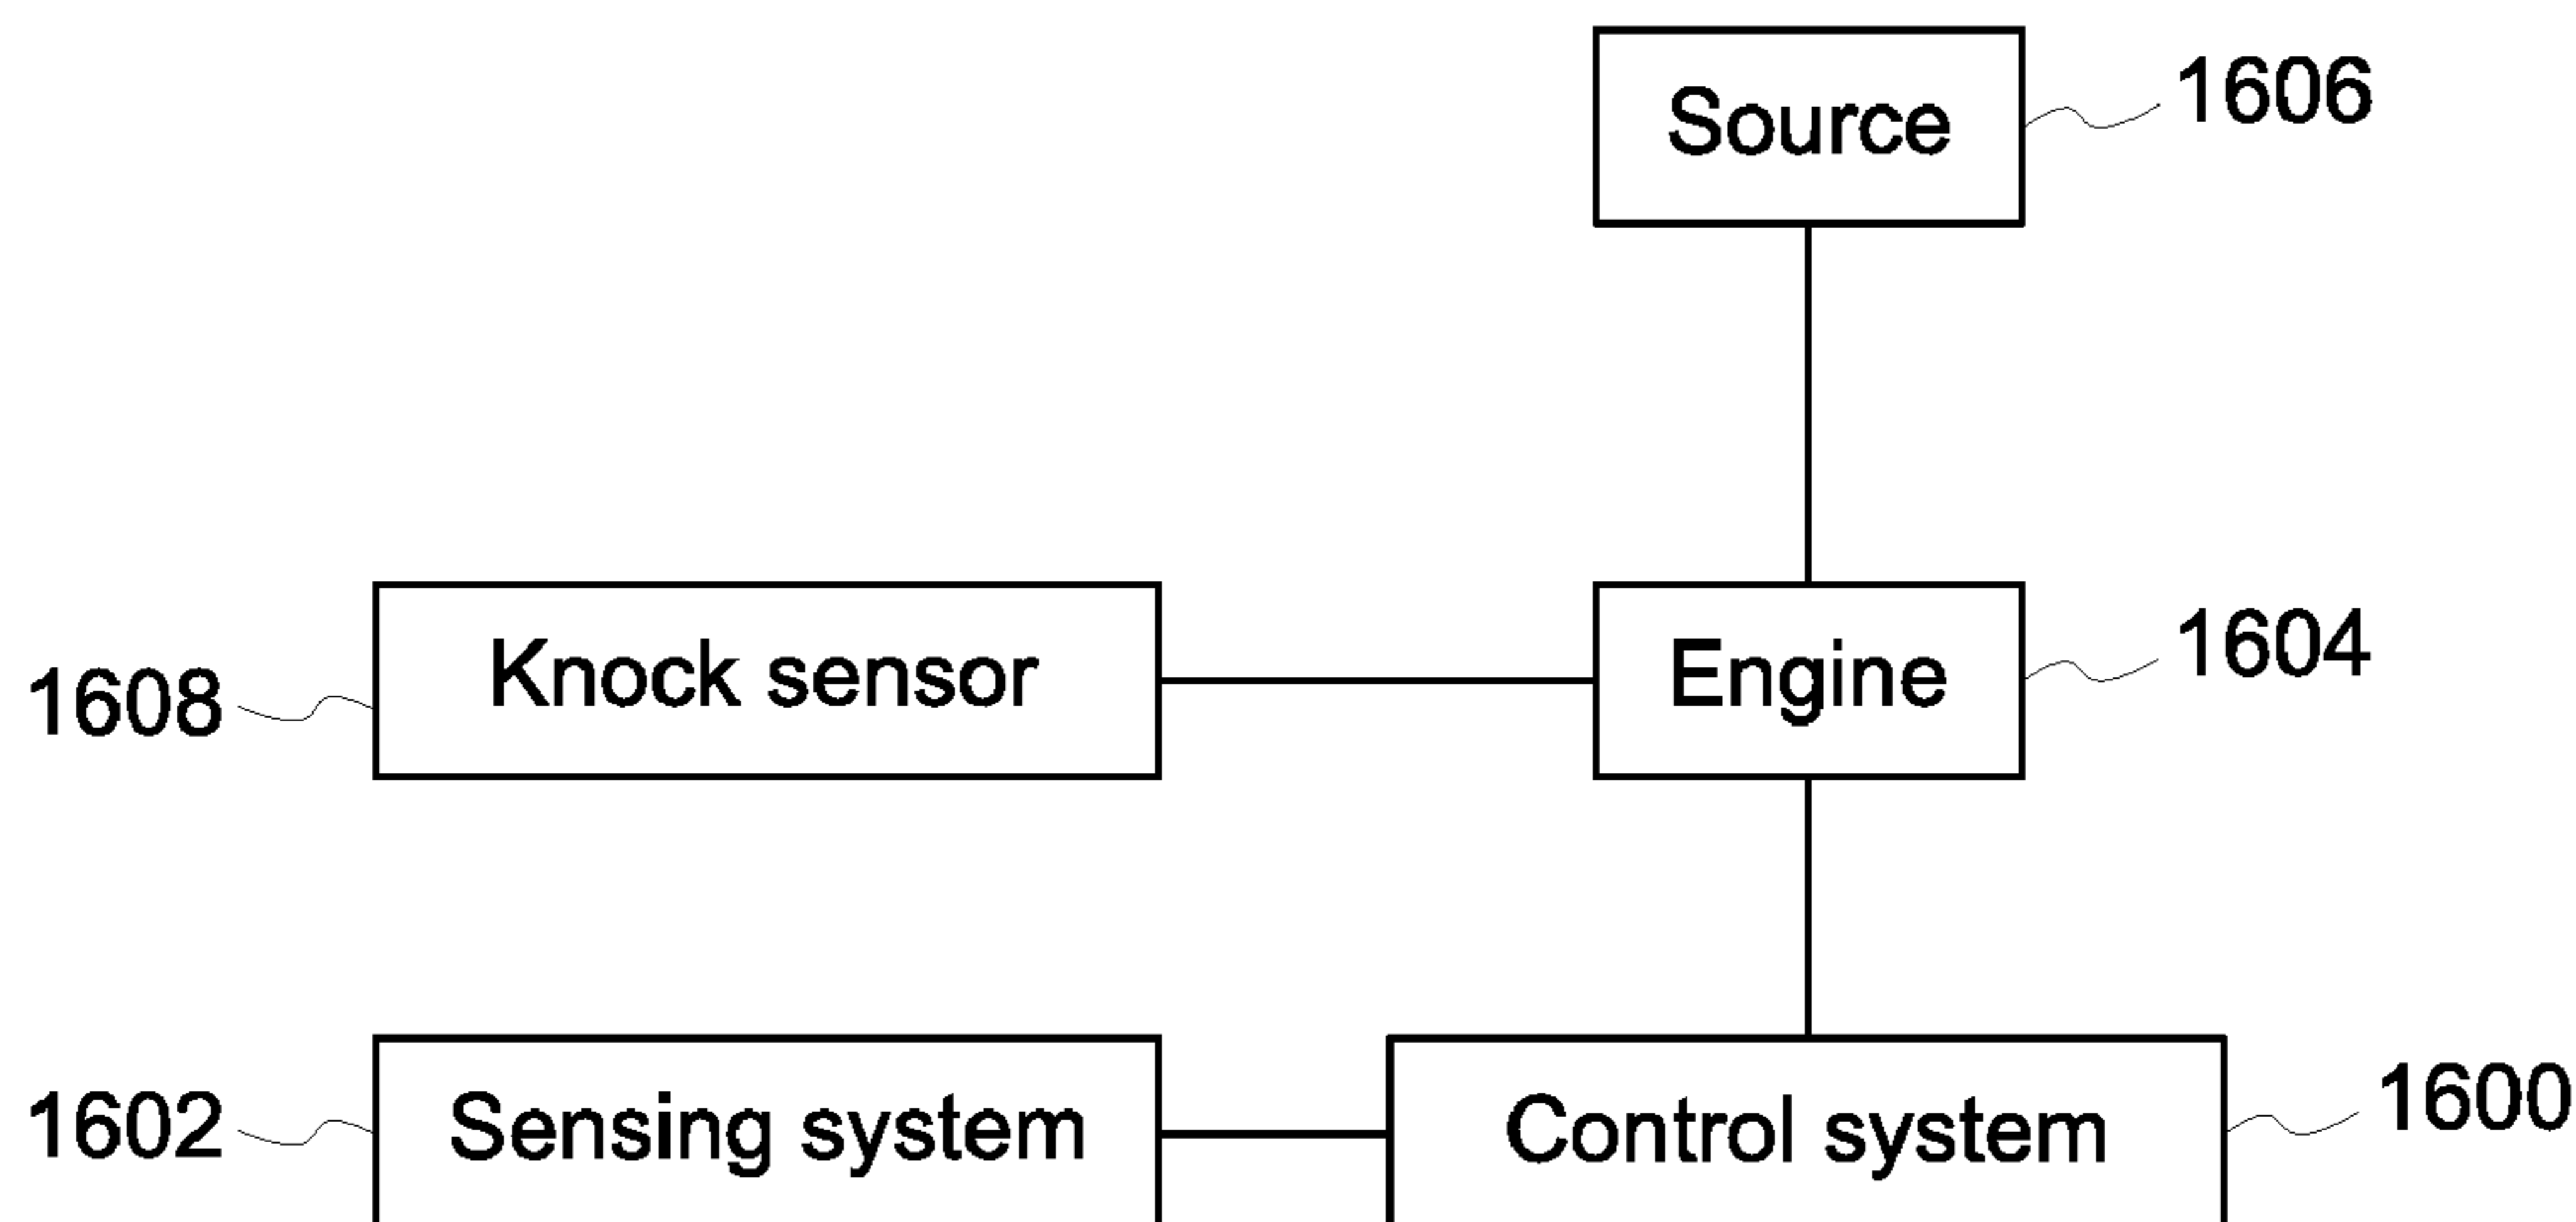 Source
1606
Knock sensor
Engine
1604
1608
Sensing system
Control system
1602
1600